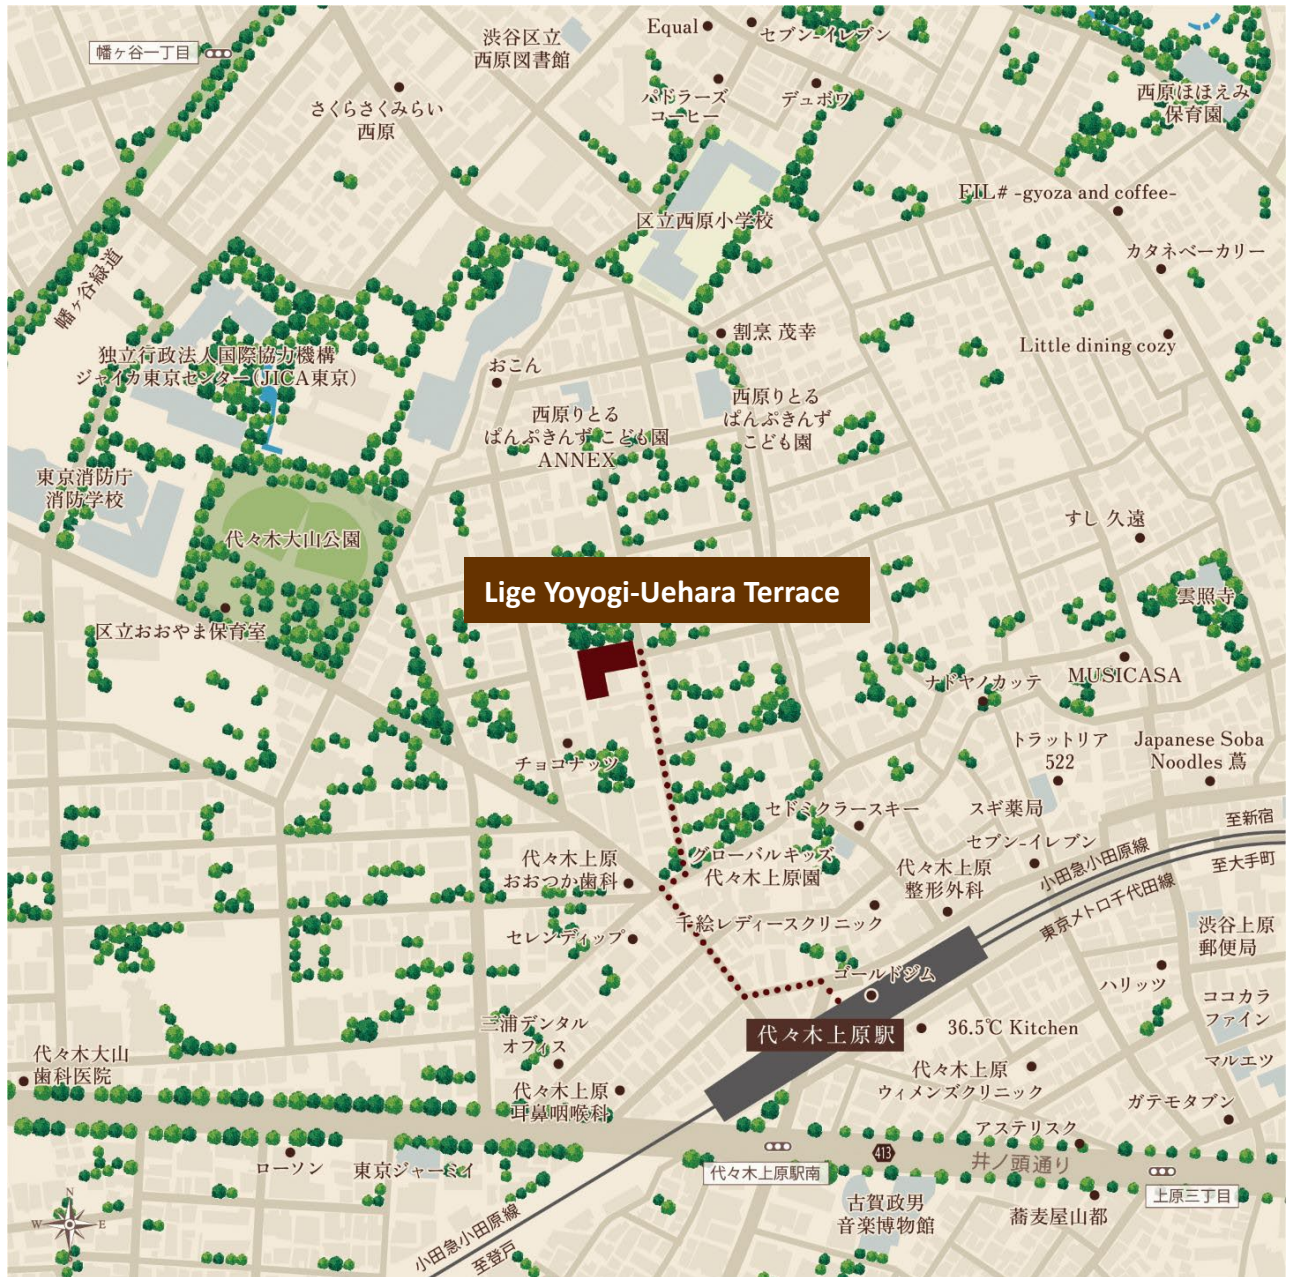 幡ヶ谷一丁目
渋谷区立
西原図書館
Equal
セブン-イレブン
さくらさくみらい
西原
パドラーズ
コーヒー
デュボワ
西原ほほえみ
保育園
FIL# -gyoza and coffee-
区立西原小学校
カタネベーカリー
幡ヶ谷緑道
割烹 茂幸
Little dining cozy
独立行政法人国際協力機構
ジャイカ東京センター(JICA東京)
おこん
西原りとる
ぱんぷきんず こども園
ANNEX
西原りとる
ぱんぷきんず
こども園
東京消防庁
消防学校
代々木大山公園
すし 久遠
Lige Yoyogi-Uehara Terrace
雲照寺
区立おおやま保育室
ナドヤノカッテ
MUSICASA
チョコナッツ
トラットリア
522
Japanese Soba
Noodles 蔦
セドミクラースキー
スギ薬局
至新宿
セブン-イレブン
小田急小田原線
至大手町
代々木上原
おおつか歯科
グローバルキッズ
代々木上原園
代々木上原
整形外科
東京メトロ千代田線
千絵レディースクリニック
セレンディップ
渋谷上原
郵便局
ゴールドジム
ハリッツ
ココカラ
ファイン
三浦デンタル
オフィス
代々木上原駅
36.5℃ Kitchen
代々木大山
歯科医院
代々木上原
ウィメンズクリニック
マルエツ
代々木上原
耳鼻咽喉科
ガテモタブン
アステリスク
ローソン
東京ジャーミイ
代々木上原駅南
413
井ノ頭通り
上原三丁目
古賀政男
音楽博物館
蕎麦屋山都
小田急小田原線
至登戸
N
W
E